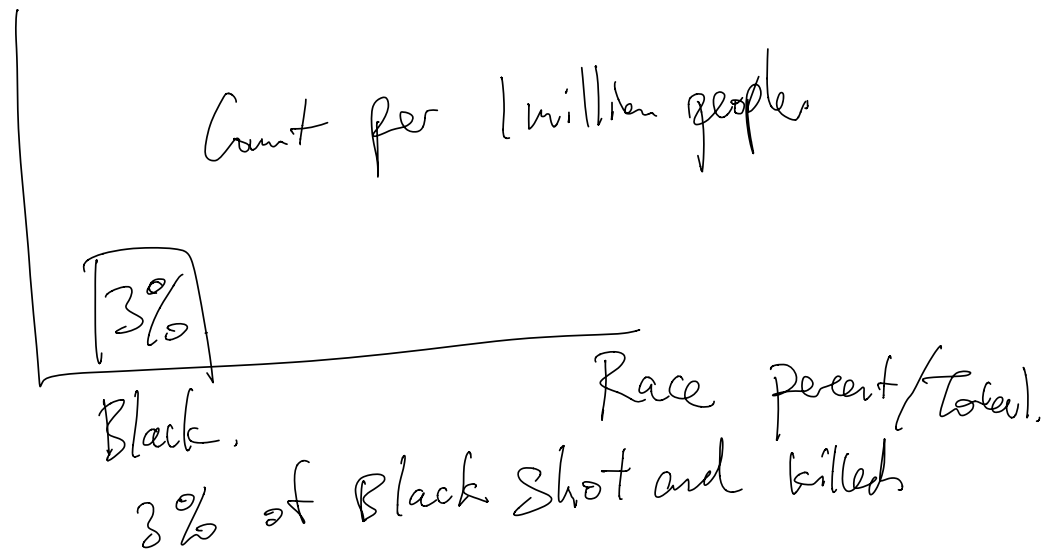 Count per 1 million people
3%
Black.
Race percent/Total.
3% of Black shot and killed